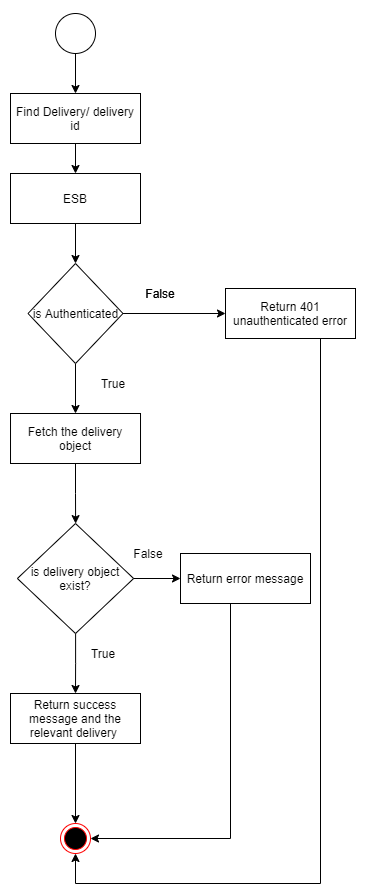 Find Delivery/ delivery
id
ESB
is Authenticated
False
Return 401
unauthenticated error
True
Fetch the delivery
object
is delivery object
exist?
False
Return error message
True
Return success
message and the
relevant delivery